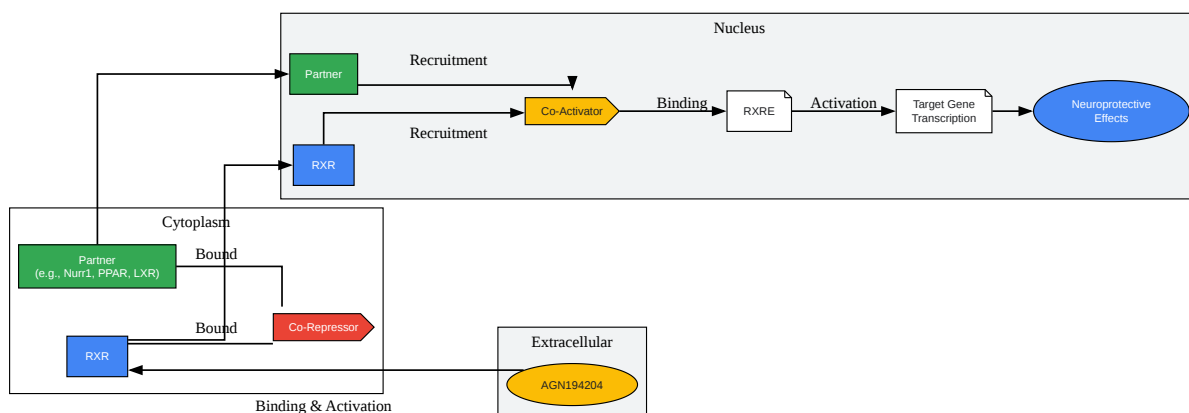 Nucleus
Partner
Recruitment
Co-Activator
Binding
RXRE
Activation
Target Gene
Transcription
Neuroprotective
Effects
Recruitment
RXR
Cytoplasm
Partner
(e.g., Nurr1, PPAR, LXR)
Bound
Co-Repressor
Bound
RXR
Extracellular
AGN194204
Binding & Activation